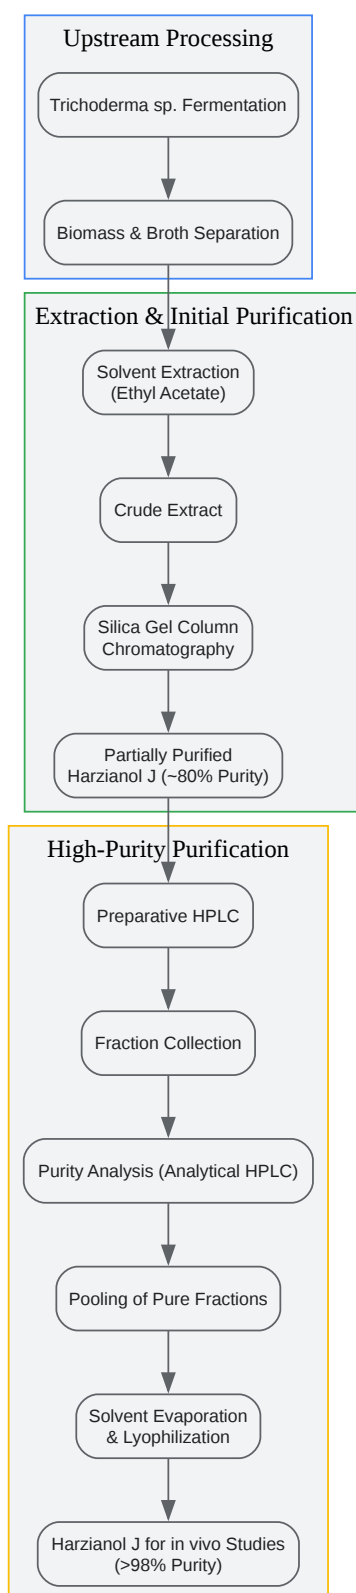 Upstream Processing
Trichoderma sp. Fermentation
Biomass & Broth Separation
Extraction & Initial Purification
Solvent Extraction
(Ethyl Acetate)
Crude Extract
Silica Gel Column
Chromatography
Partially Purified
Harzianol J (~80% Purity)
High-Purity Purification
Preparative HPLC
Fraction Collection
Purity Analysis (Analytical HPLC)
Pooling of Pure Fractions
Solvent Evaporation
& Lyophilization
Harzianol J for in vivo Studies
(>98% Purity)